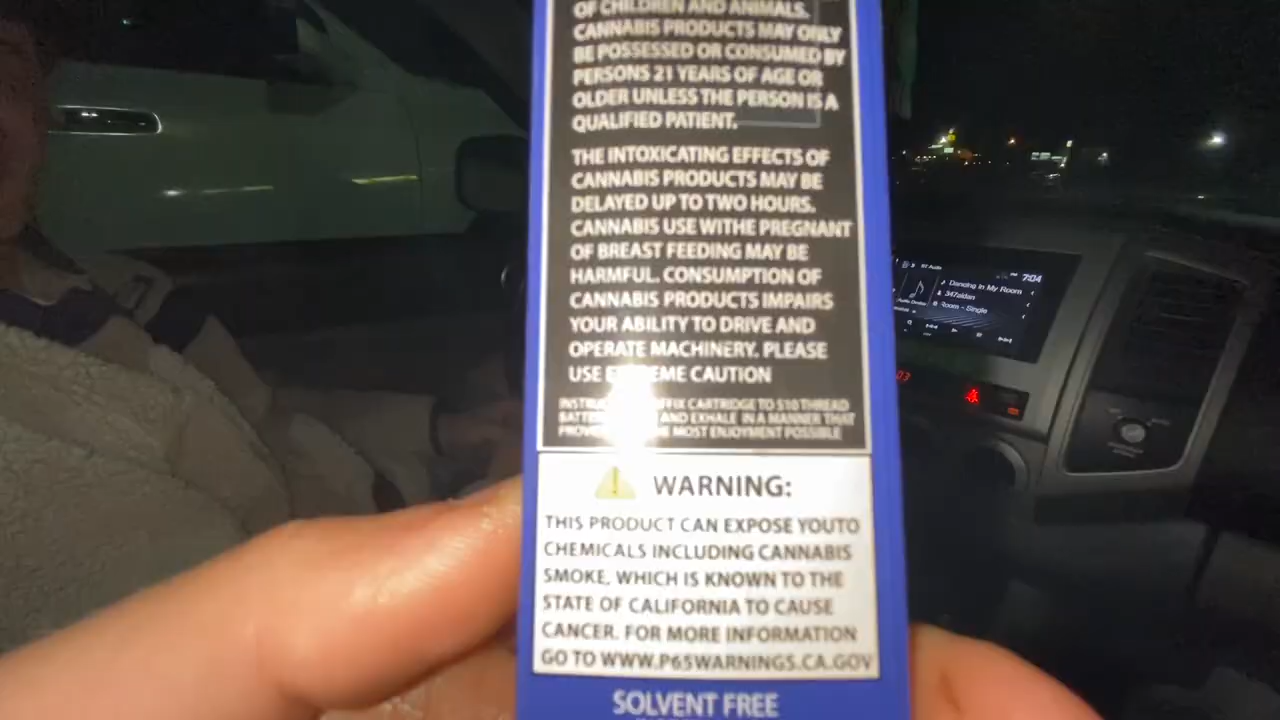 OF CHILDREN AND ANIMALS.
CANNABIS PRODUCTS MAY ONLY
BE POSSESSED OR CONSUMED BY
PERSONS 21 YEARS OF AGE OR
OLDER UNLESS THE PERSON IS A
QUALIFIED PATIENT.
THE INTOXICATING EFFECTS OF
CANNABIS PRODUCTS MAY BE
DELAYED UP TO TWO HOURS.
CANNABIS USE WITHE PREGNANT
OF BREAST FEEDING MAY BE
HARMFUL. CONSUMPTION OF
CANNABIS PRODUCTS IMPAIRS
YOUR ABILITY TO DRIVE AND
OPERATE MACHINERY. PLEASE
USE EXTREME CAUTION
CARTRIDGE TO 510 THREAD
AND EXHALE IN A MANNER THAT
MOST ENJOYMENT POSSIBLE
WARNING:
THIS PRODUCT CAN EXPOSE YOUTO
CHEMICALS INCLUDING CANNABIS
SMOKE, WHICH IS KNOWN TO THE
STATE OF CALIFORNIA TO CAUSE
CANCER. FOR MORE INFORMATION
GO TO WWW.P65WARNINGS.CA.GOV
SOLVENT FREE
BT Audio
7:04
Dancing In My Room
347aidan
Room - Single